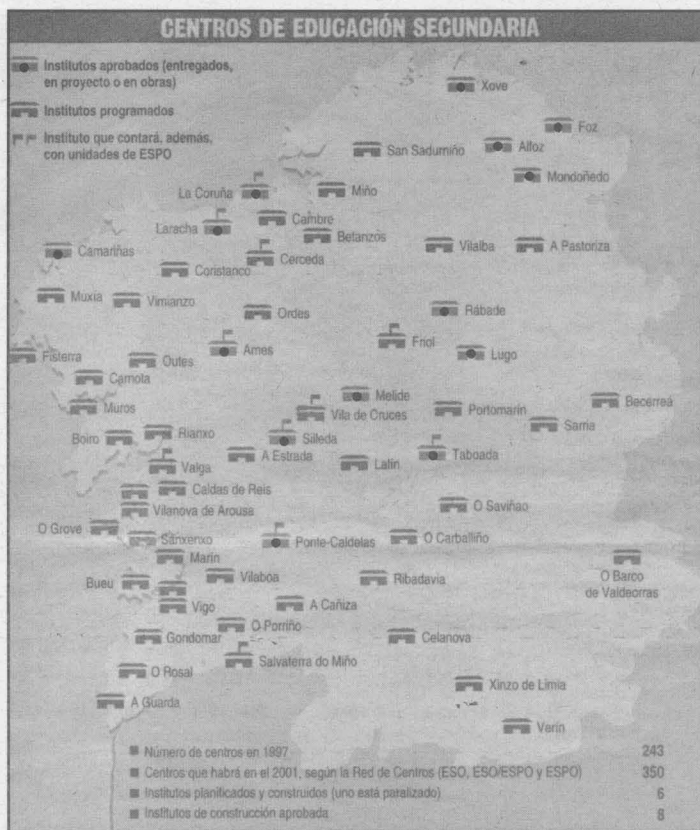 CENTROS DE EDUCACIÓN SECUNDARIA
Institutos aprobados (entregados,
en proyecto o en obras)
Institutos programados
Instituto que contará, además,
con unidades de ESPO
Xove
Foz
Alfoz
San Sadurniño
Mondoñedo
La Coruña
Miño
Cambre
Laracha
Betanzos
Vilalba
A Pastoriza
Camariñas
Cerceda
Coristanco
Muxía
Vimianzo
Ordes
Rábade
Fisterra
Outes
Ames
Friol
Lugo
Carnota
Melide
Becerreá
Muros
Vila de Cruces
Portomarín
Sarria
Boiro
Rianxo
Silleda
A Estrada
Lalín
Taboada
Valga
Caldas de Reis
O Saviñao
Vilanova de Arousa
O Grove
Sanxenxo
Ponte-Caldelas
O Carballiño
Marín
Bueu
Vilaboa
Ribadavia
O Barco
de Valdeorras
Vigo
A Cañiza
O Porriño
Gondomar
Celanova
Salvaterra do Miño
O Rosal
Xinzo de Limia
A Guarda
Verín
Número de centros en 1997 243
Centros que habrá en el 2001, según la Red de Centros (ESO, ESO/ESPO y ESPO) 350
Institutos planificados y construidos (uno está paralizado) 6
Institutos de construcción aprobada 8